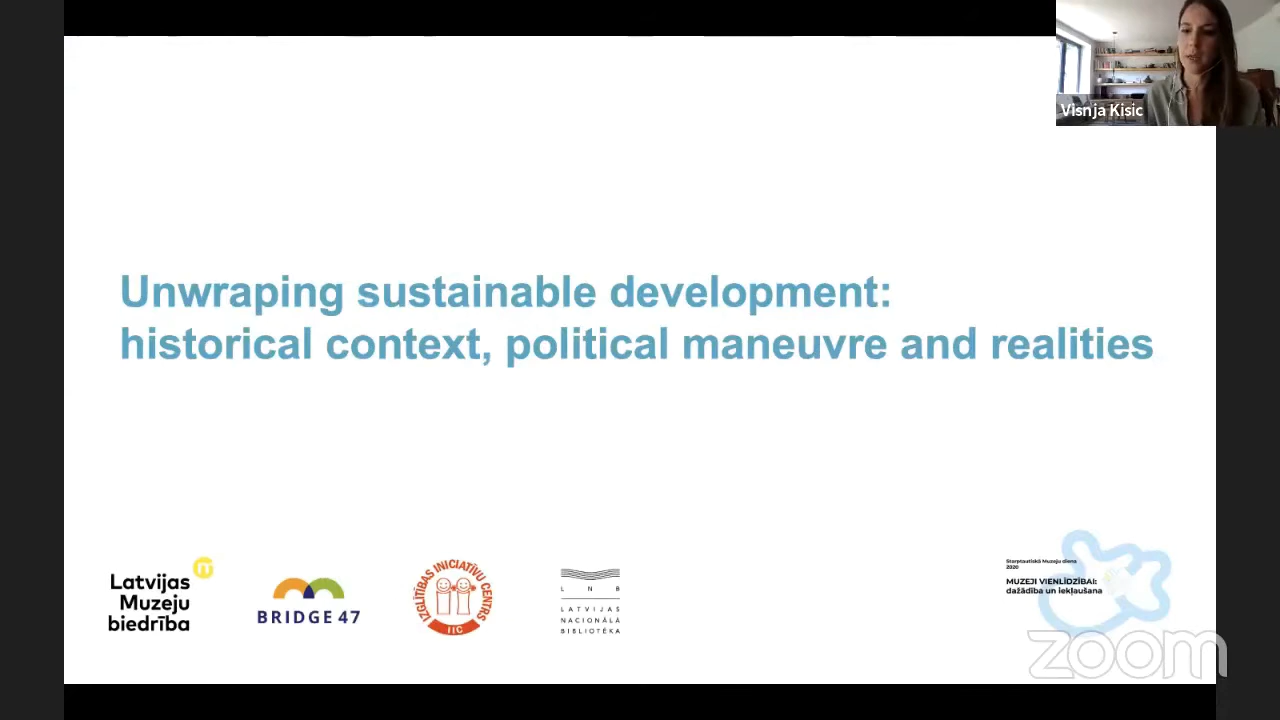 Visnja Kisic
Unwraping sustainable development:
historical context, political maneuvre and realities
Latvijas
Muzeju
biedrība
m
BRIDGE 47
IZGLĪTĪBAS INICIATĪVU CENTRS
IIC
L N B
LATVIJAS
NACIONĀLĀ
BIBLIOTĒKA
Starptautiskā Muzeju diena
2020
MUZEJI VIENLĪDZĪBAI:
dažādība un iekļaušana
zoom